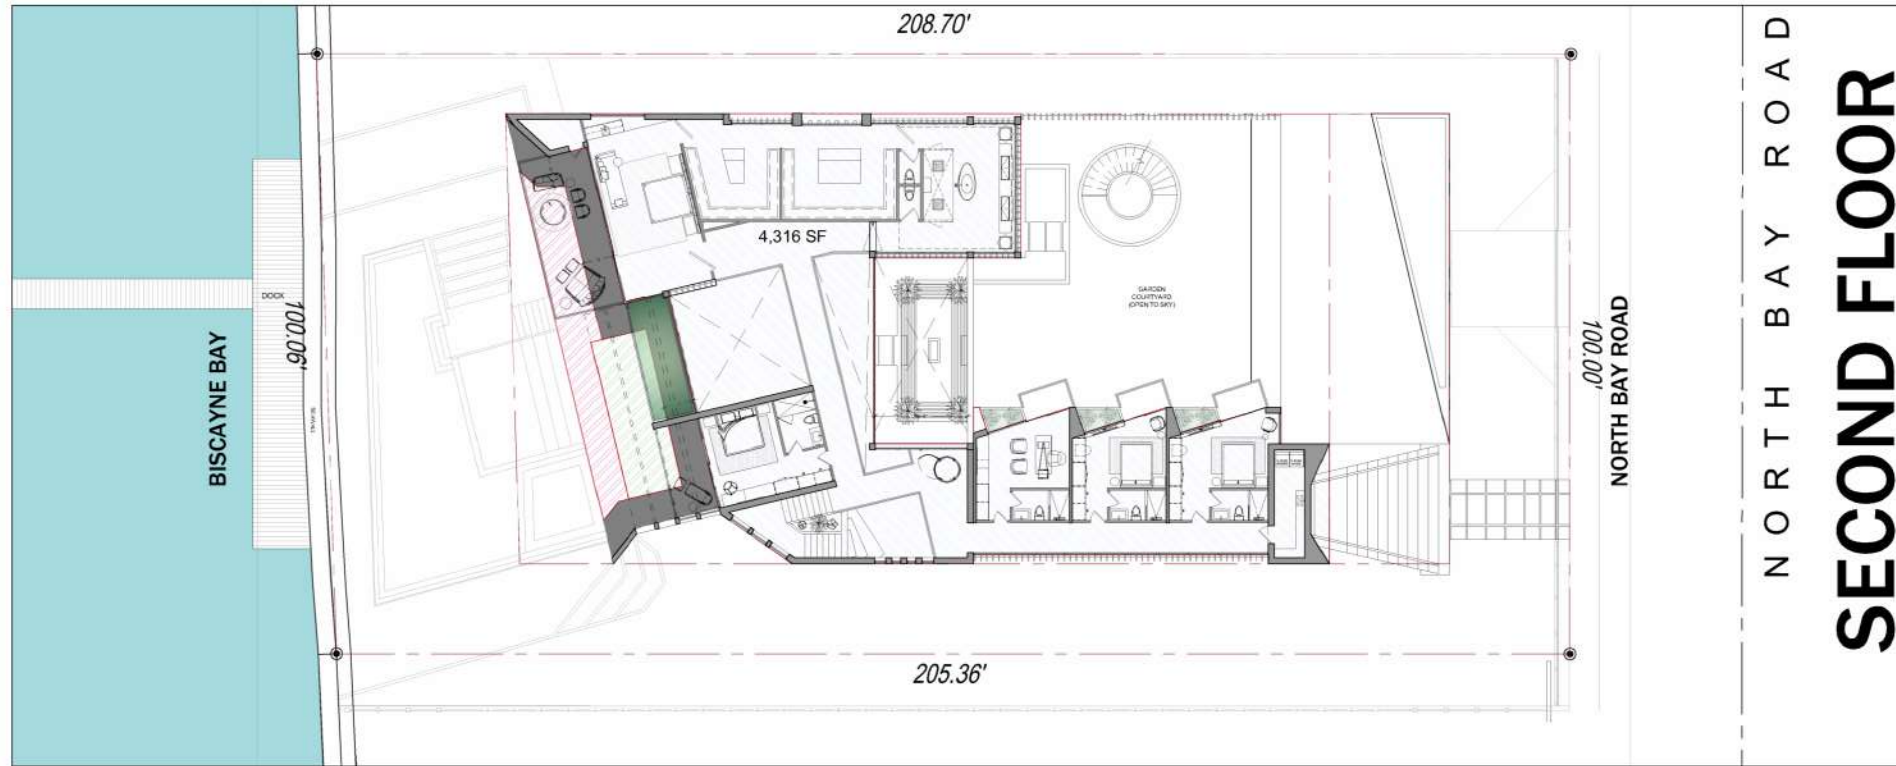 208.70'
4,316 SF
GARDEN
COURTYARD
(OPEN TO SKY)
DOCK
100.06'
BISCAYNE BAY
SEAWALL
100.00'
NORTH BAY ROAD
205.36'
NORTH BAY ROAD
SECOND FLOOR